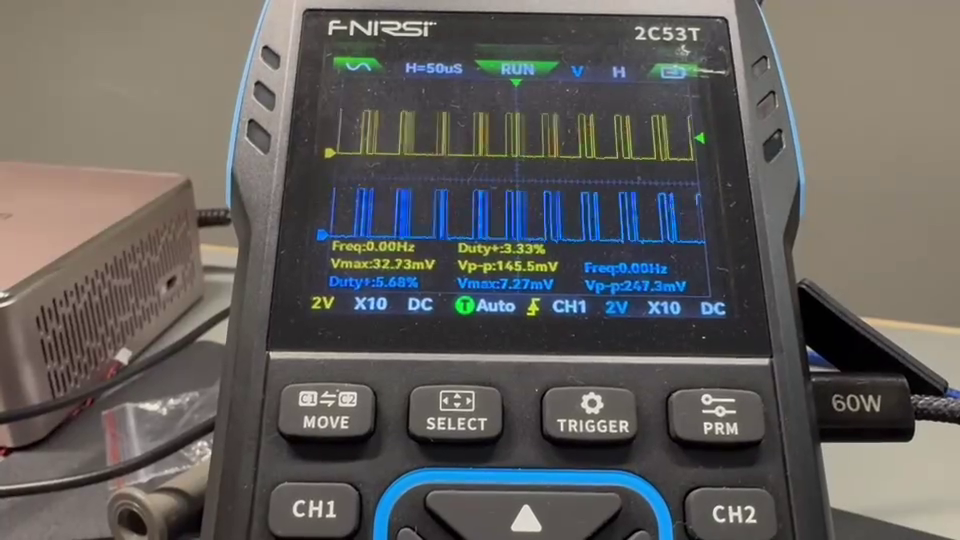 FNIRSI
2C53T
H=50uS RUN V H
Freq:0.00Hz Duty+:3.33%
Vmax:32.73mV Vp-p:145.5mV Freq:0.00Hz
Duty+:5.68% Vmax:7.27mV Vp-p:247.3mV
2V X10 DC T Auto CH1 2V X10 DC
C1 C2
MOVE SELECT TRIGGER PRM
60W
CH1 CH2